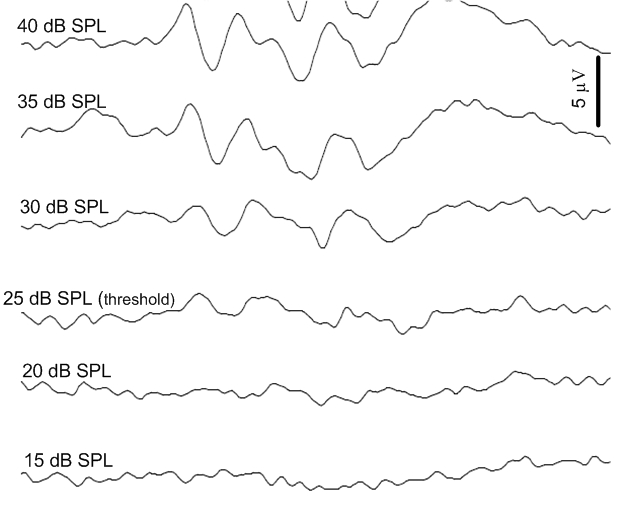 40 dB SPL
5 µV
35 dB SPL
30 dB SPL
25 dB SPL (threshold)
20 dB SPL
15 dB SPL